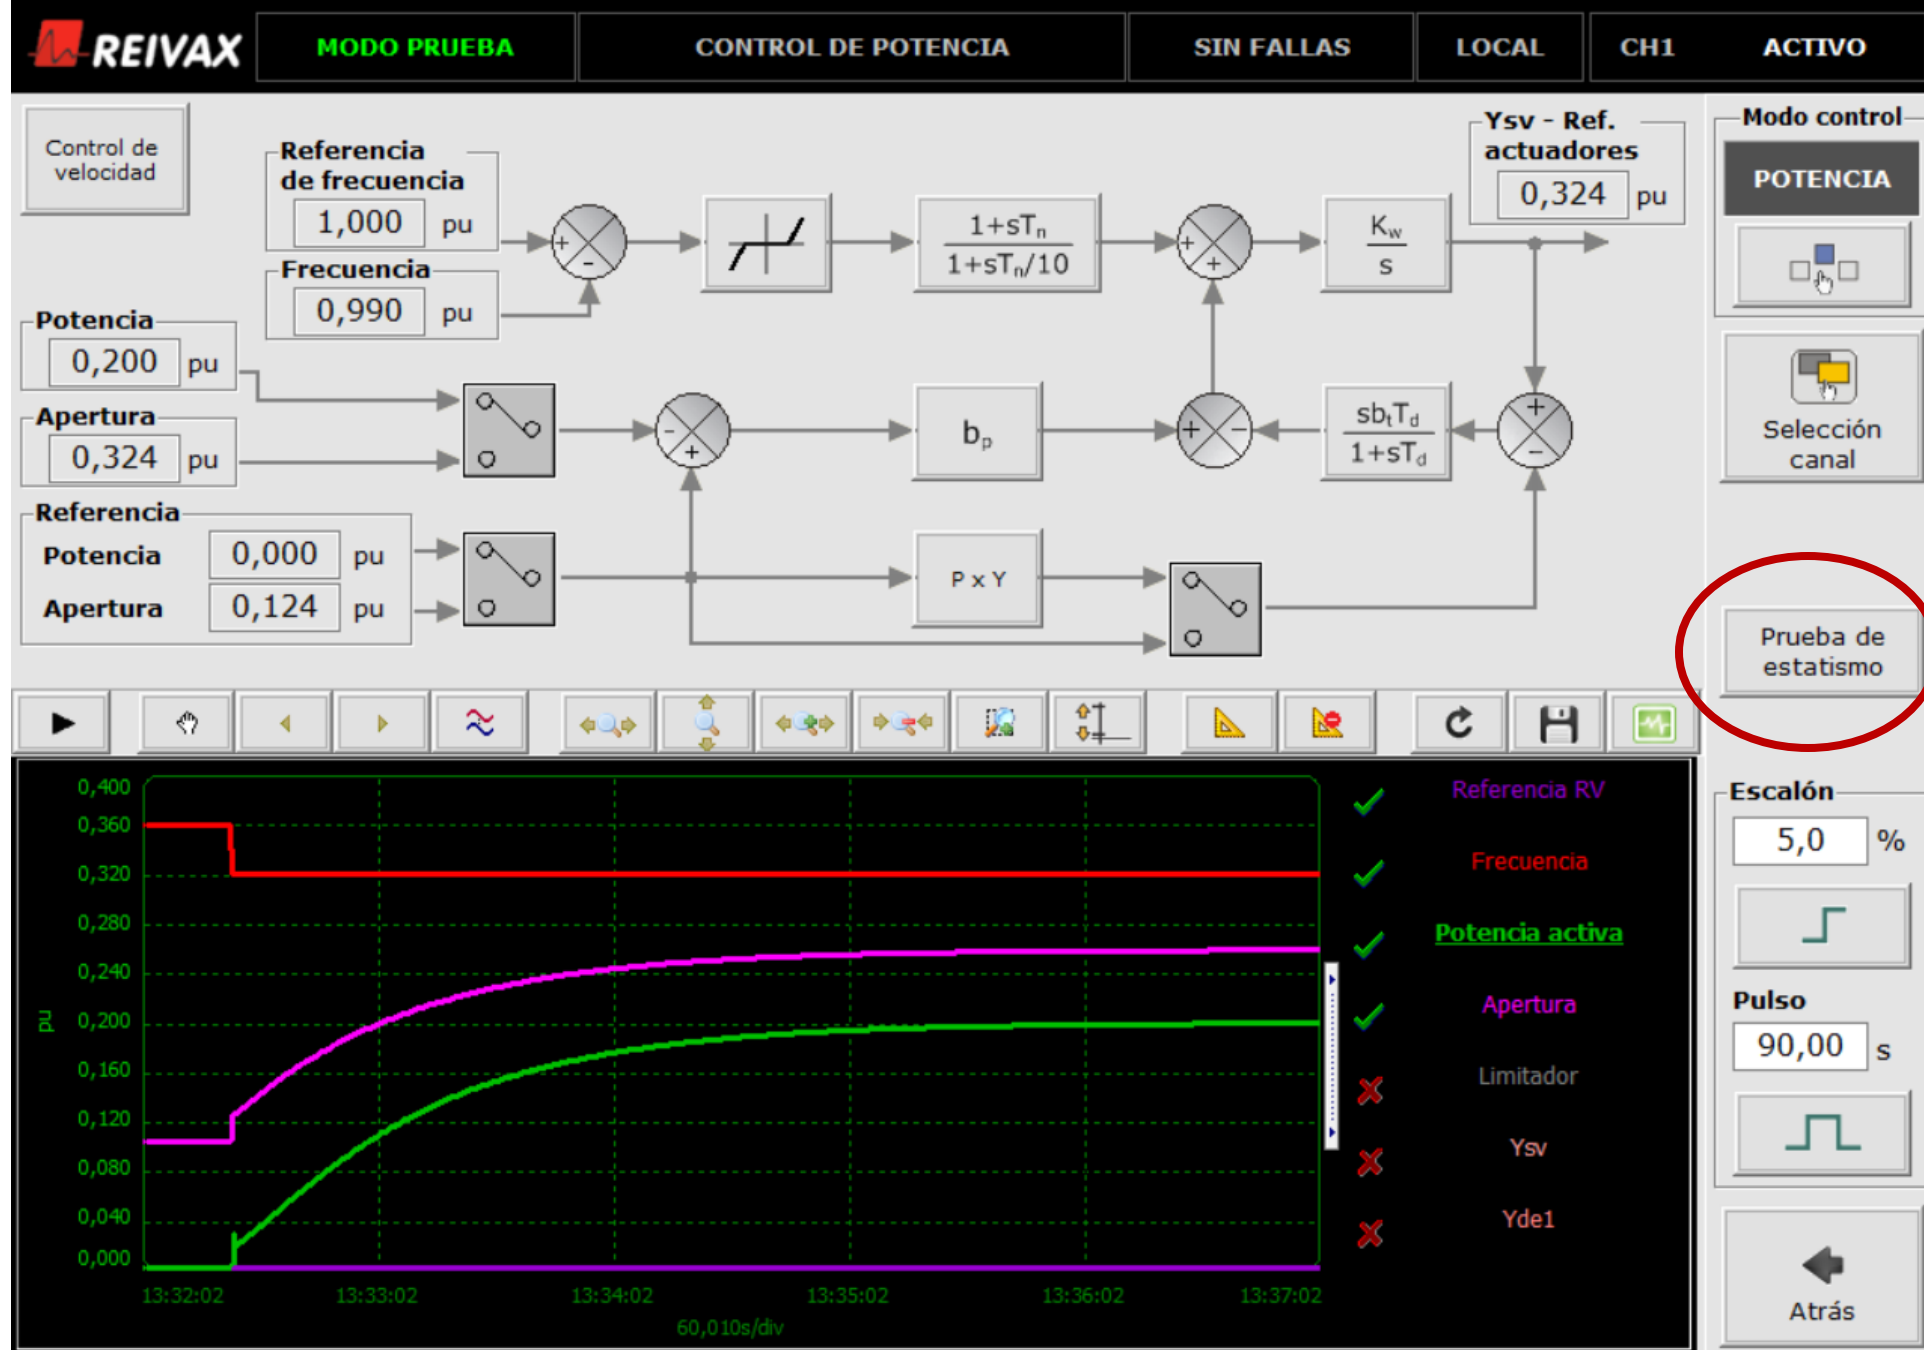 REIVAX
MODO PRUEBA
CONTROL DE POTENCIA
SIN FALLAS
LOCAL
CH1
ACTIVO
Control de
velocidad
Referencia
de frecuencia
1,000 pu
Frecuencia
0,990 pu
Potencia
0,200 pu
Apertura
0,324 pu
Referencia
Potencia 0,000 pu
Apertura 0,124 pu
+
-
1+sTn
1+sTn/10
+
+
Kw
s
Ysv - Ref.
actuadores
0,324 pu
-
+
bp
+ -
sbtTd
1+sTd
+
-
P x Y
Modo control
POTENCIA
Selección
canal
Prueba de
estatismo
Escalón
5,0 %
Pulso
90,00 s
Atrás
0,400
0,360
0,320
0,280
0,240
0,200
0,160
0,120
0,080
0,040
0,000
pu
13:32:02
13:33:02
13:34:02
13:35:02
13:36:02
13:37:02
60,010s/div
Referencia RV
Frecuencia
Potencia activa
Apertura
Limitador
Ysv
Yde1